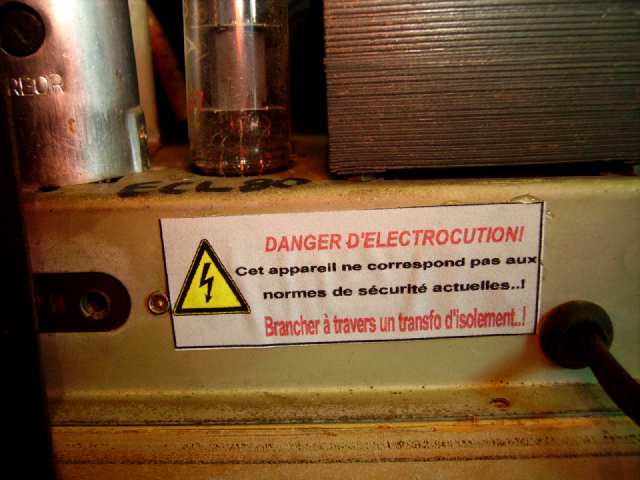 REOR
ECL80
DANGER D'ELECTROCUTION!
Cet appareil ne correspond pas aux
normes de sécurité actuelles..!
Brancher à travers un transfo d'isolement..!